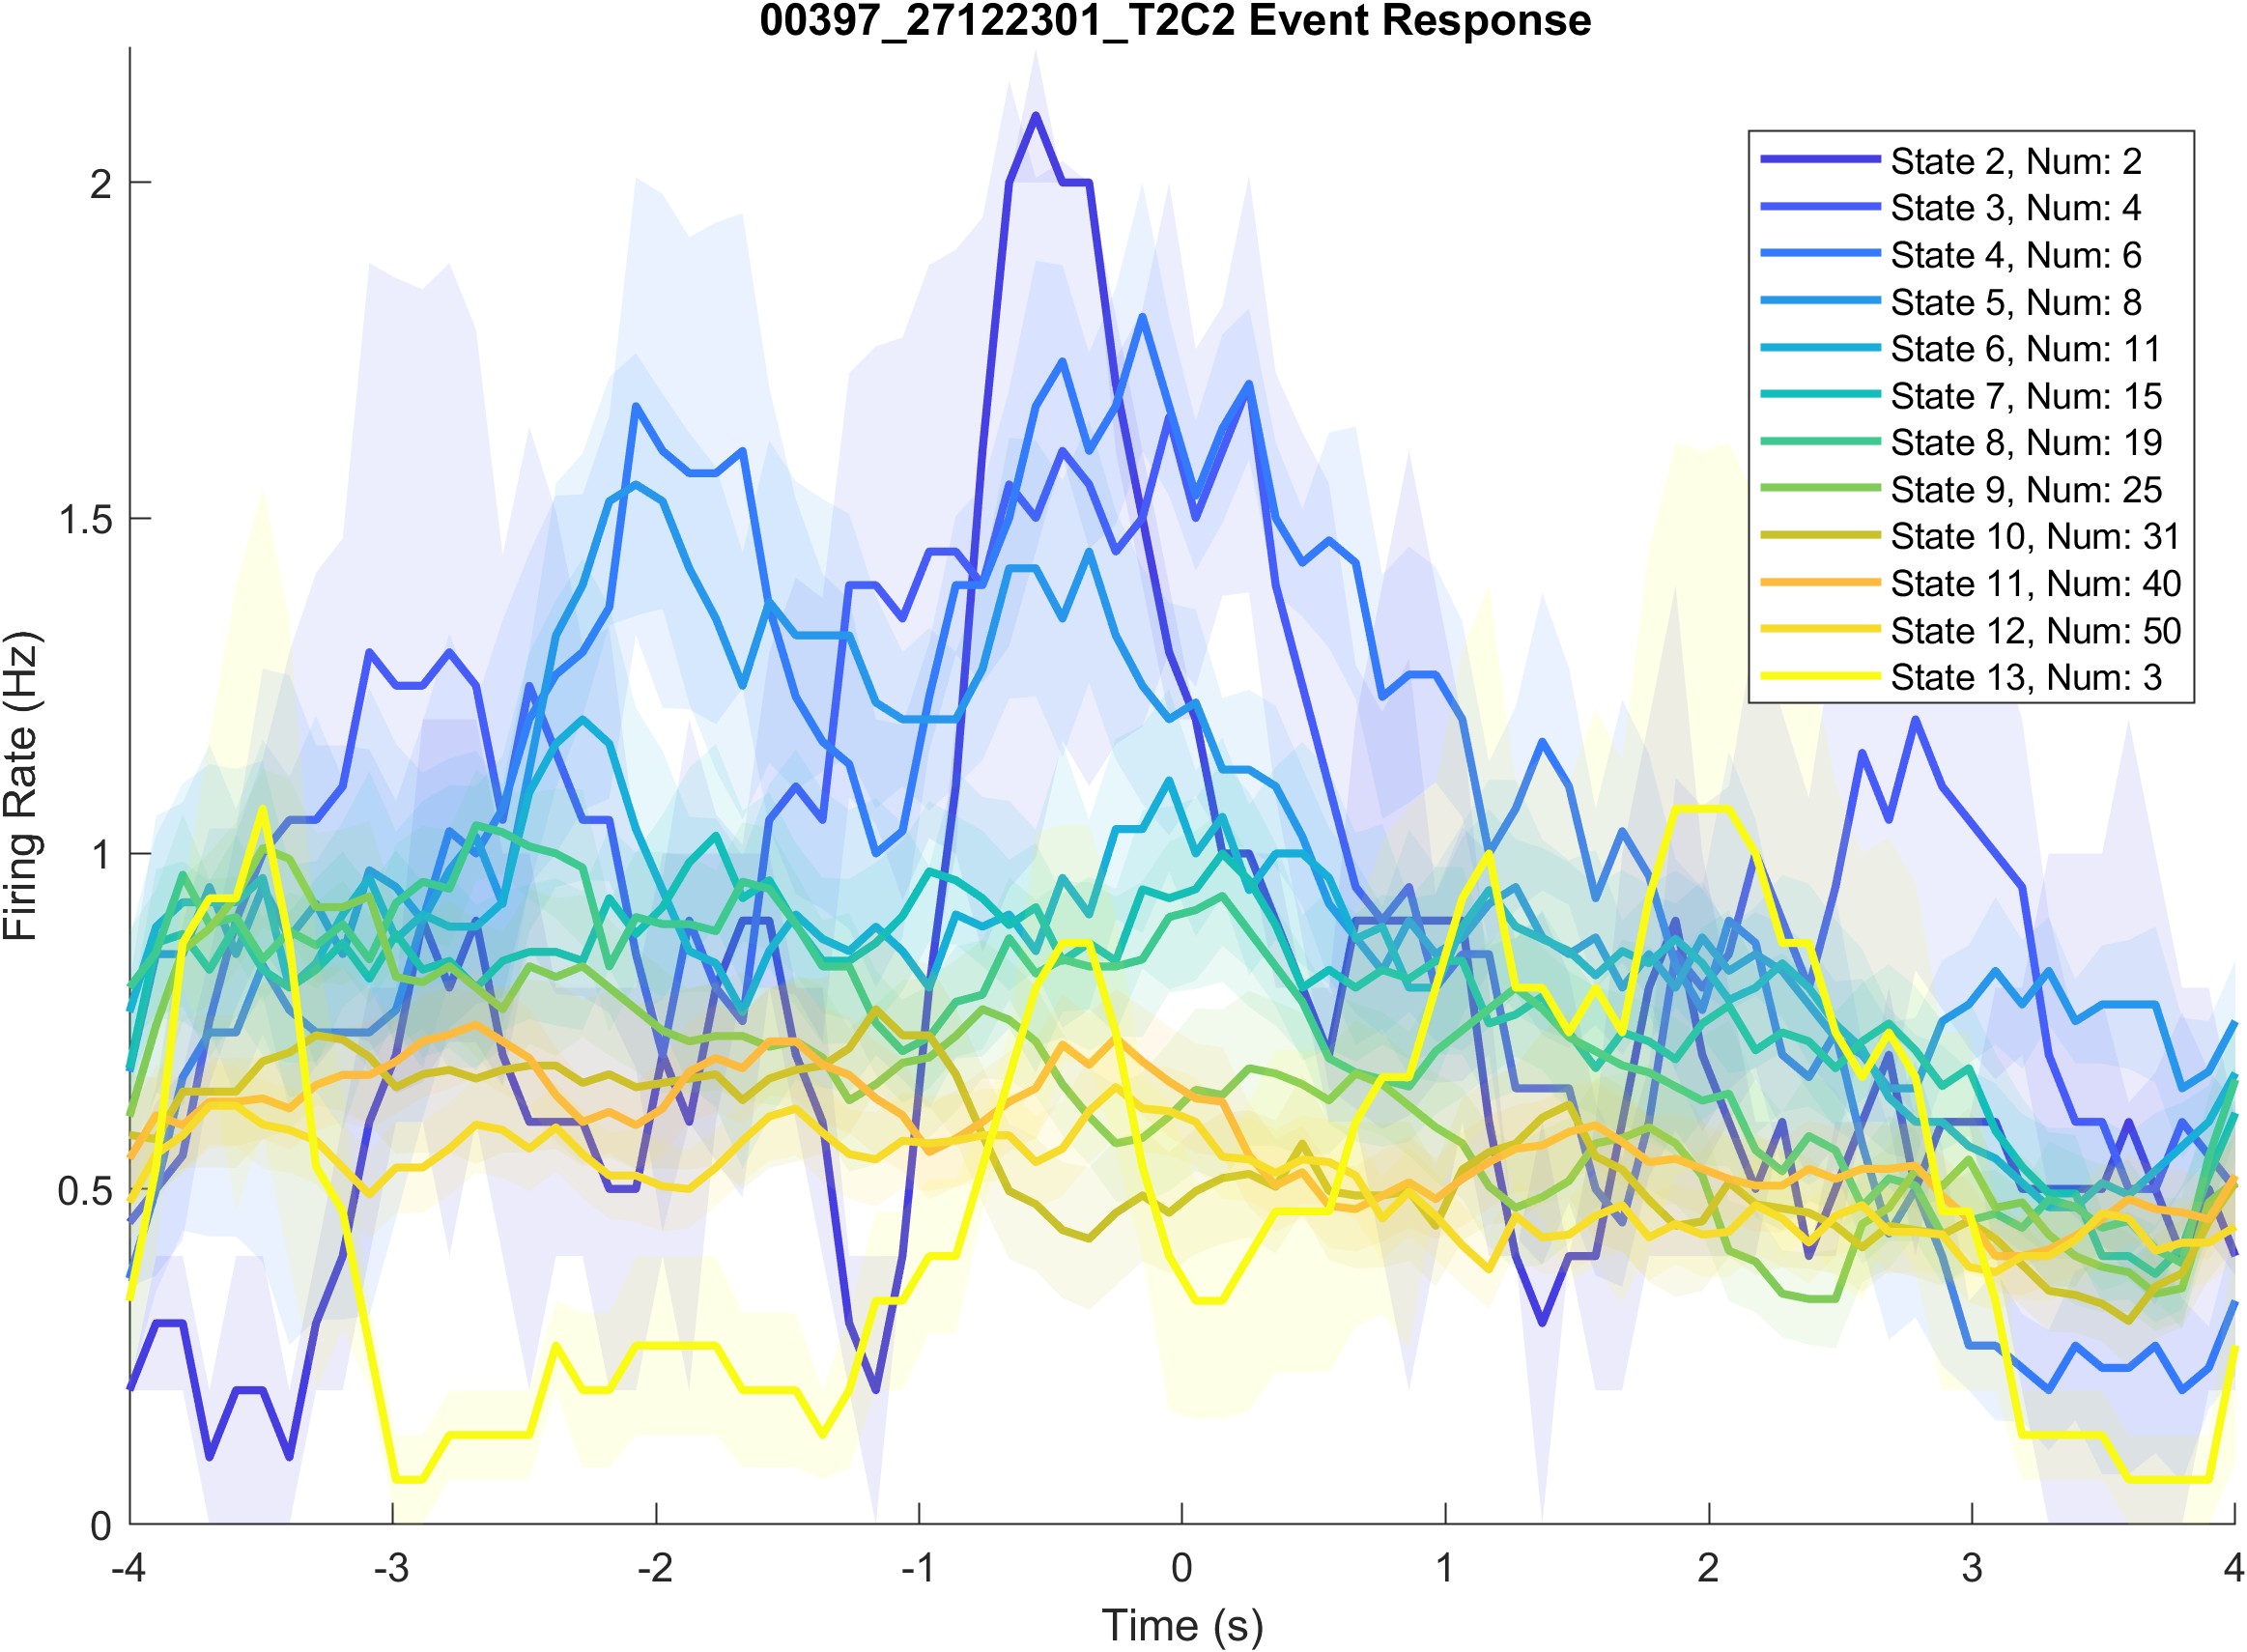 00397_27122301_T2C2 Event Response
Firing Rate (Hz)
2
1.5
1
0.5
0
State 2, Num: 2
State 3, Num: 4
State 4, Num: 6
State 5, Num: 8
State 6, Num: 11
State 7, Num: 15
State 8, Num: 19
State 9, Num: 25
State 10, Num: 31
State 11, Num: 40
State 12, Num: 50
State 13, Num: 3
-4 -3 -2 -1 0 1 2 3 4
Time (s)